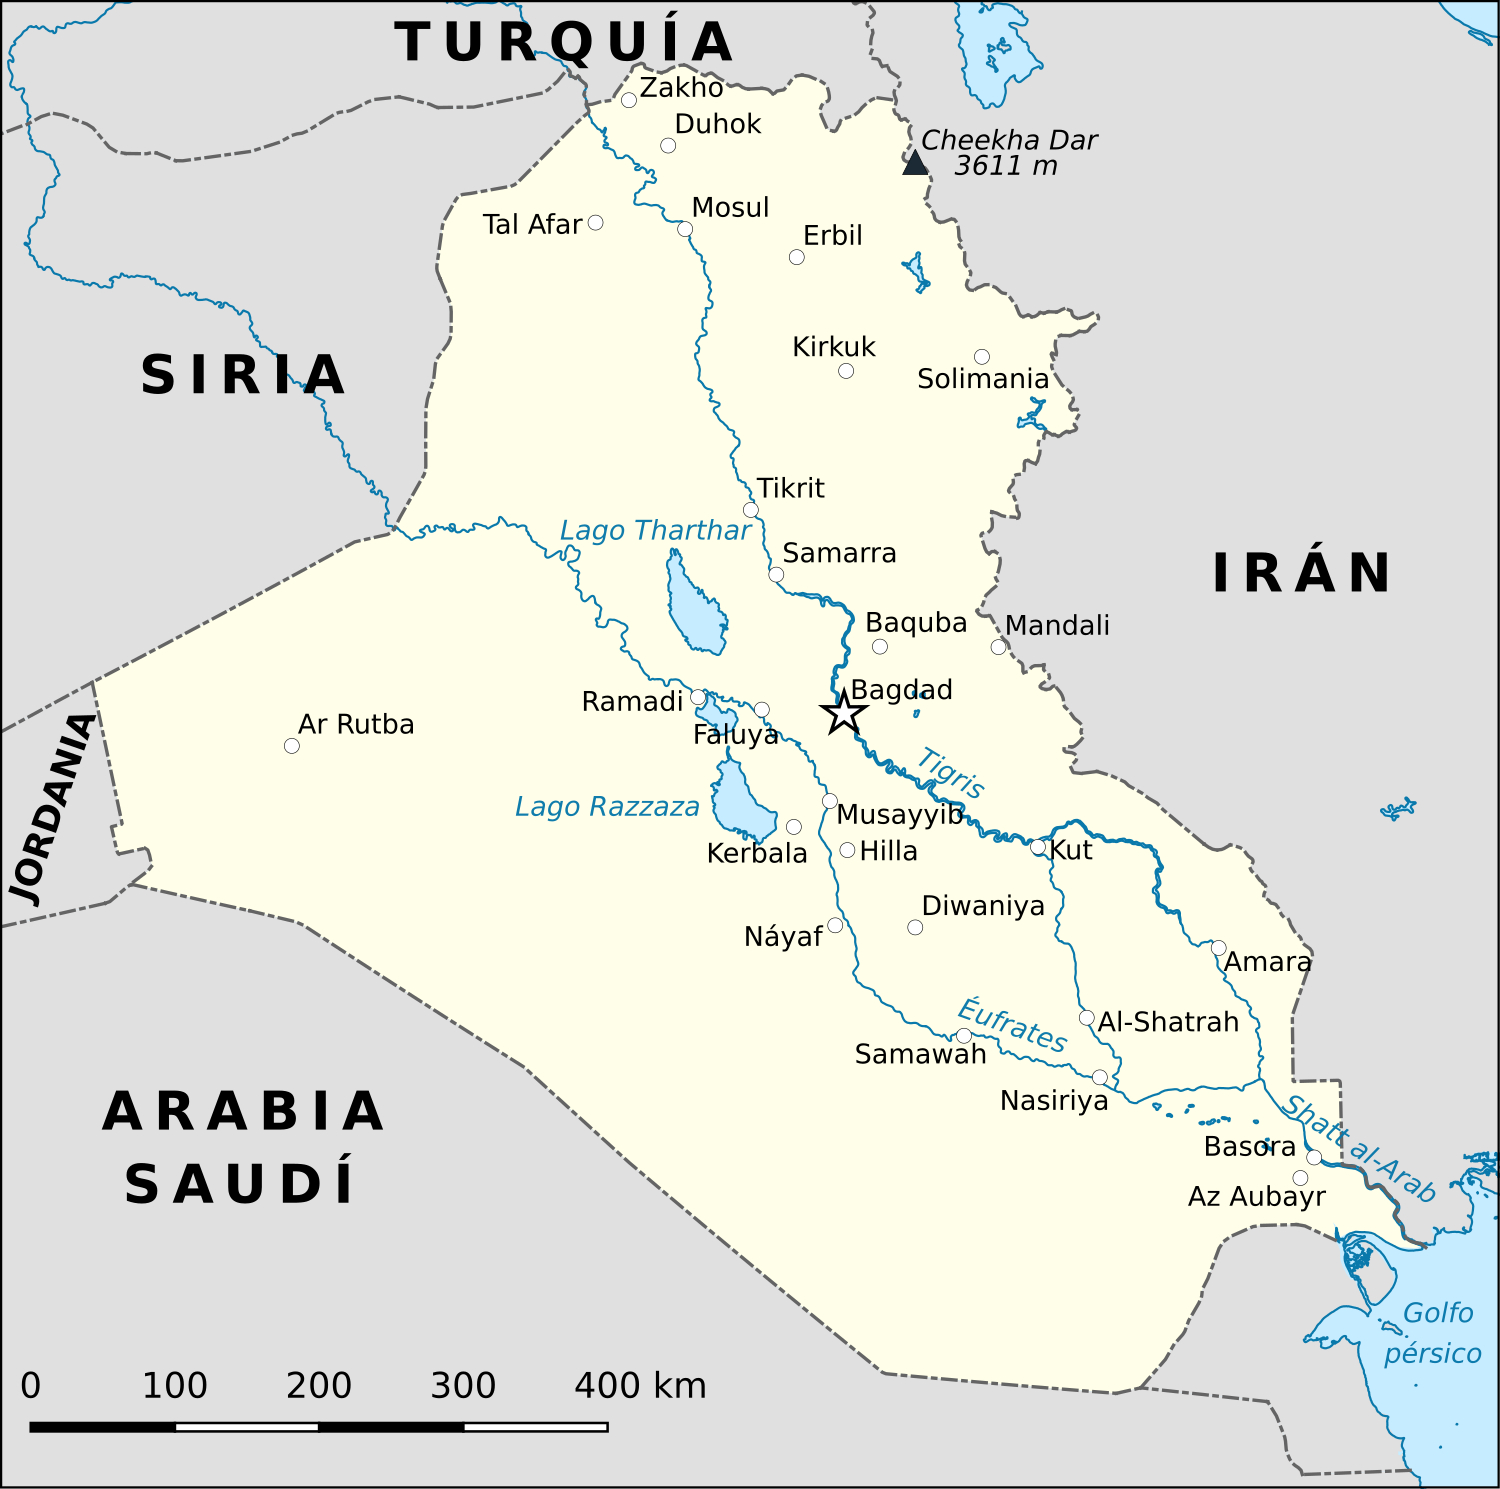 TURQUÍA
Zakho
Duhok
Cheekha Dar
3611 m
Tal Afar
Mosul
Erbil
Kirkuk
Solimania
SIRIA
Tikrit
Lago Tharthar
Samarra
IRÁN
Baquba
Mandali
Bagdad
Ramadi
Faluya
Ar Rutba
JORDANIA
Tigris
Lago Razzaza
Musayyib
Kerbala
Hilla
Kut
Diwaniya
Náyaf
Amara
Éufrates
Al-Shatrah
Samawah
Nasiriya
ARABIA
SAUDÍ
Shatt al-Arab
Basora
Az Aubayr
Golfo
pérsico
0 100 200 300 400 km